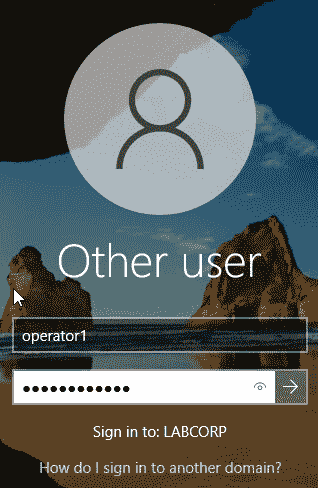 Other user
operator1
●●●●●●●●●●●●
Sign in to: LABCORP
How do I sign in to another domain?